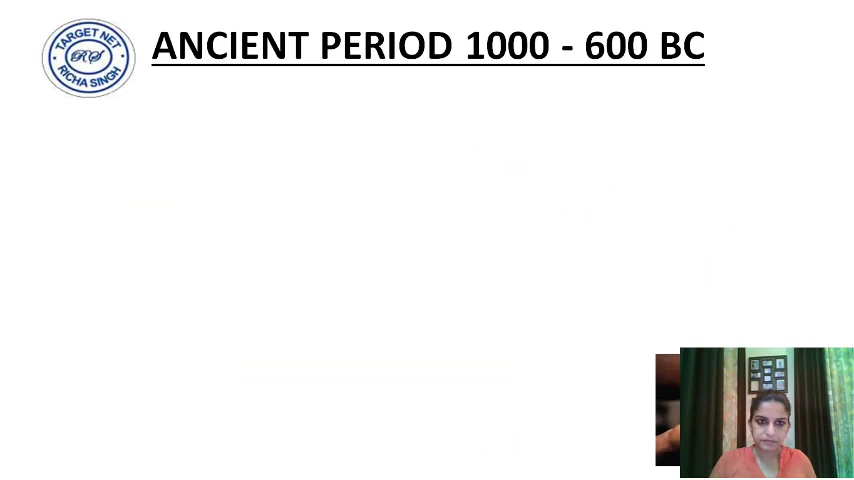 TARGET NET
RS
RICHA SINGH
ANCIENT PERIOD 1000 - 600 BC